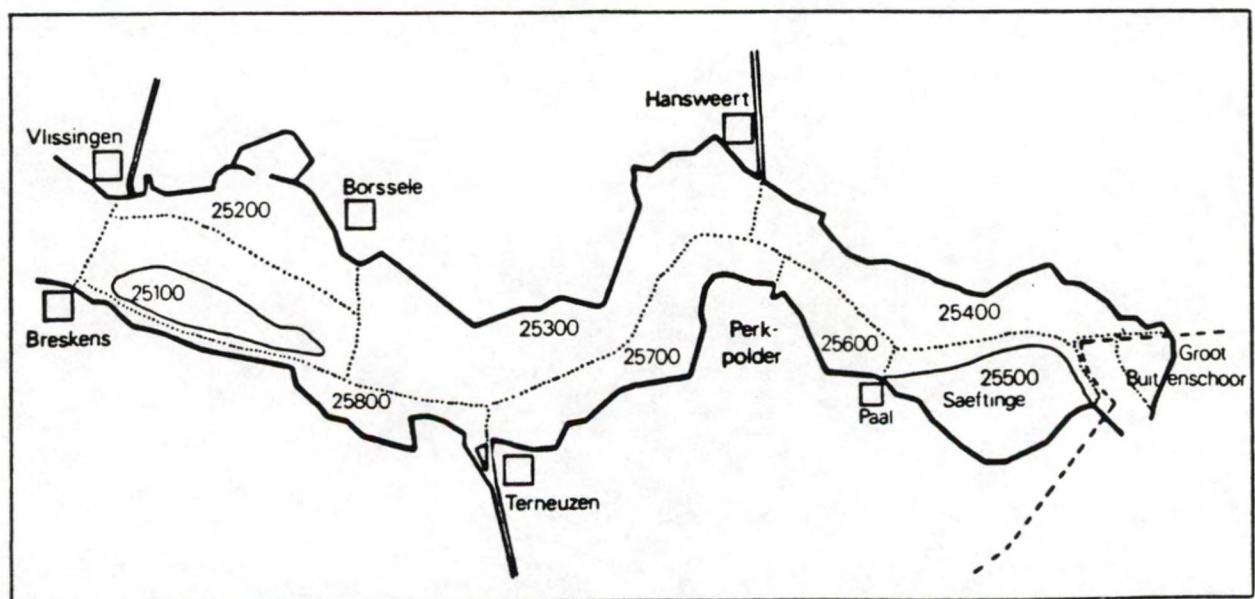 Hansweert
Vlissingen
Borssele
25200
25100
Breskens
25300
25400
Perk-
polder
25700
25600
25800
Groot
Buitenschoor
25500
Saeftinge
Paal
Terneuzen